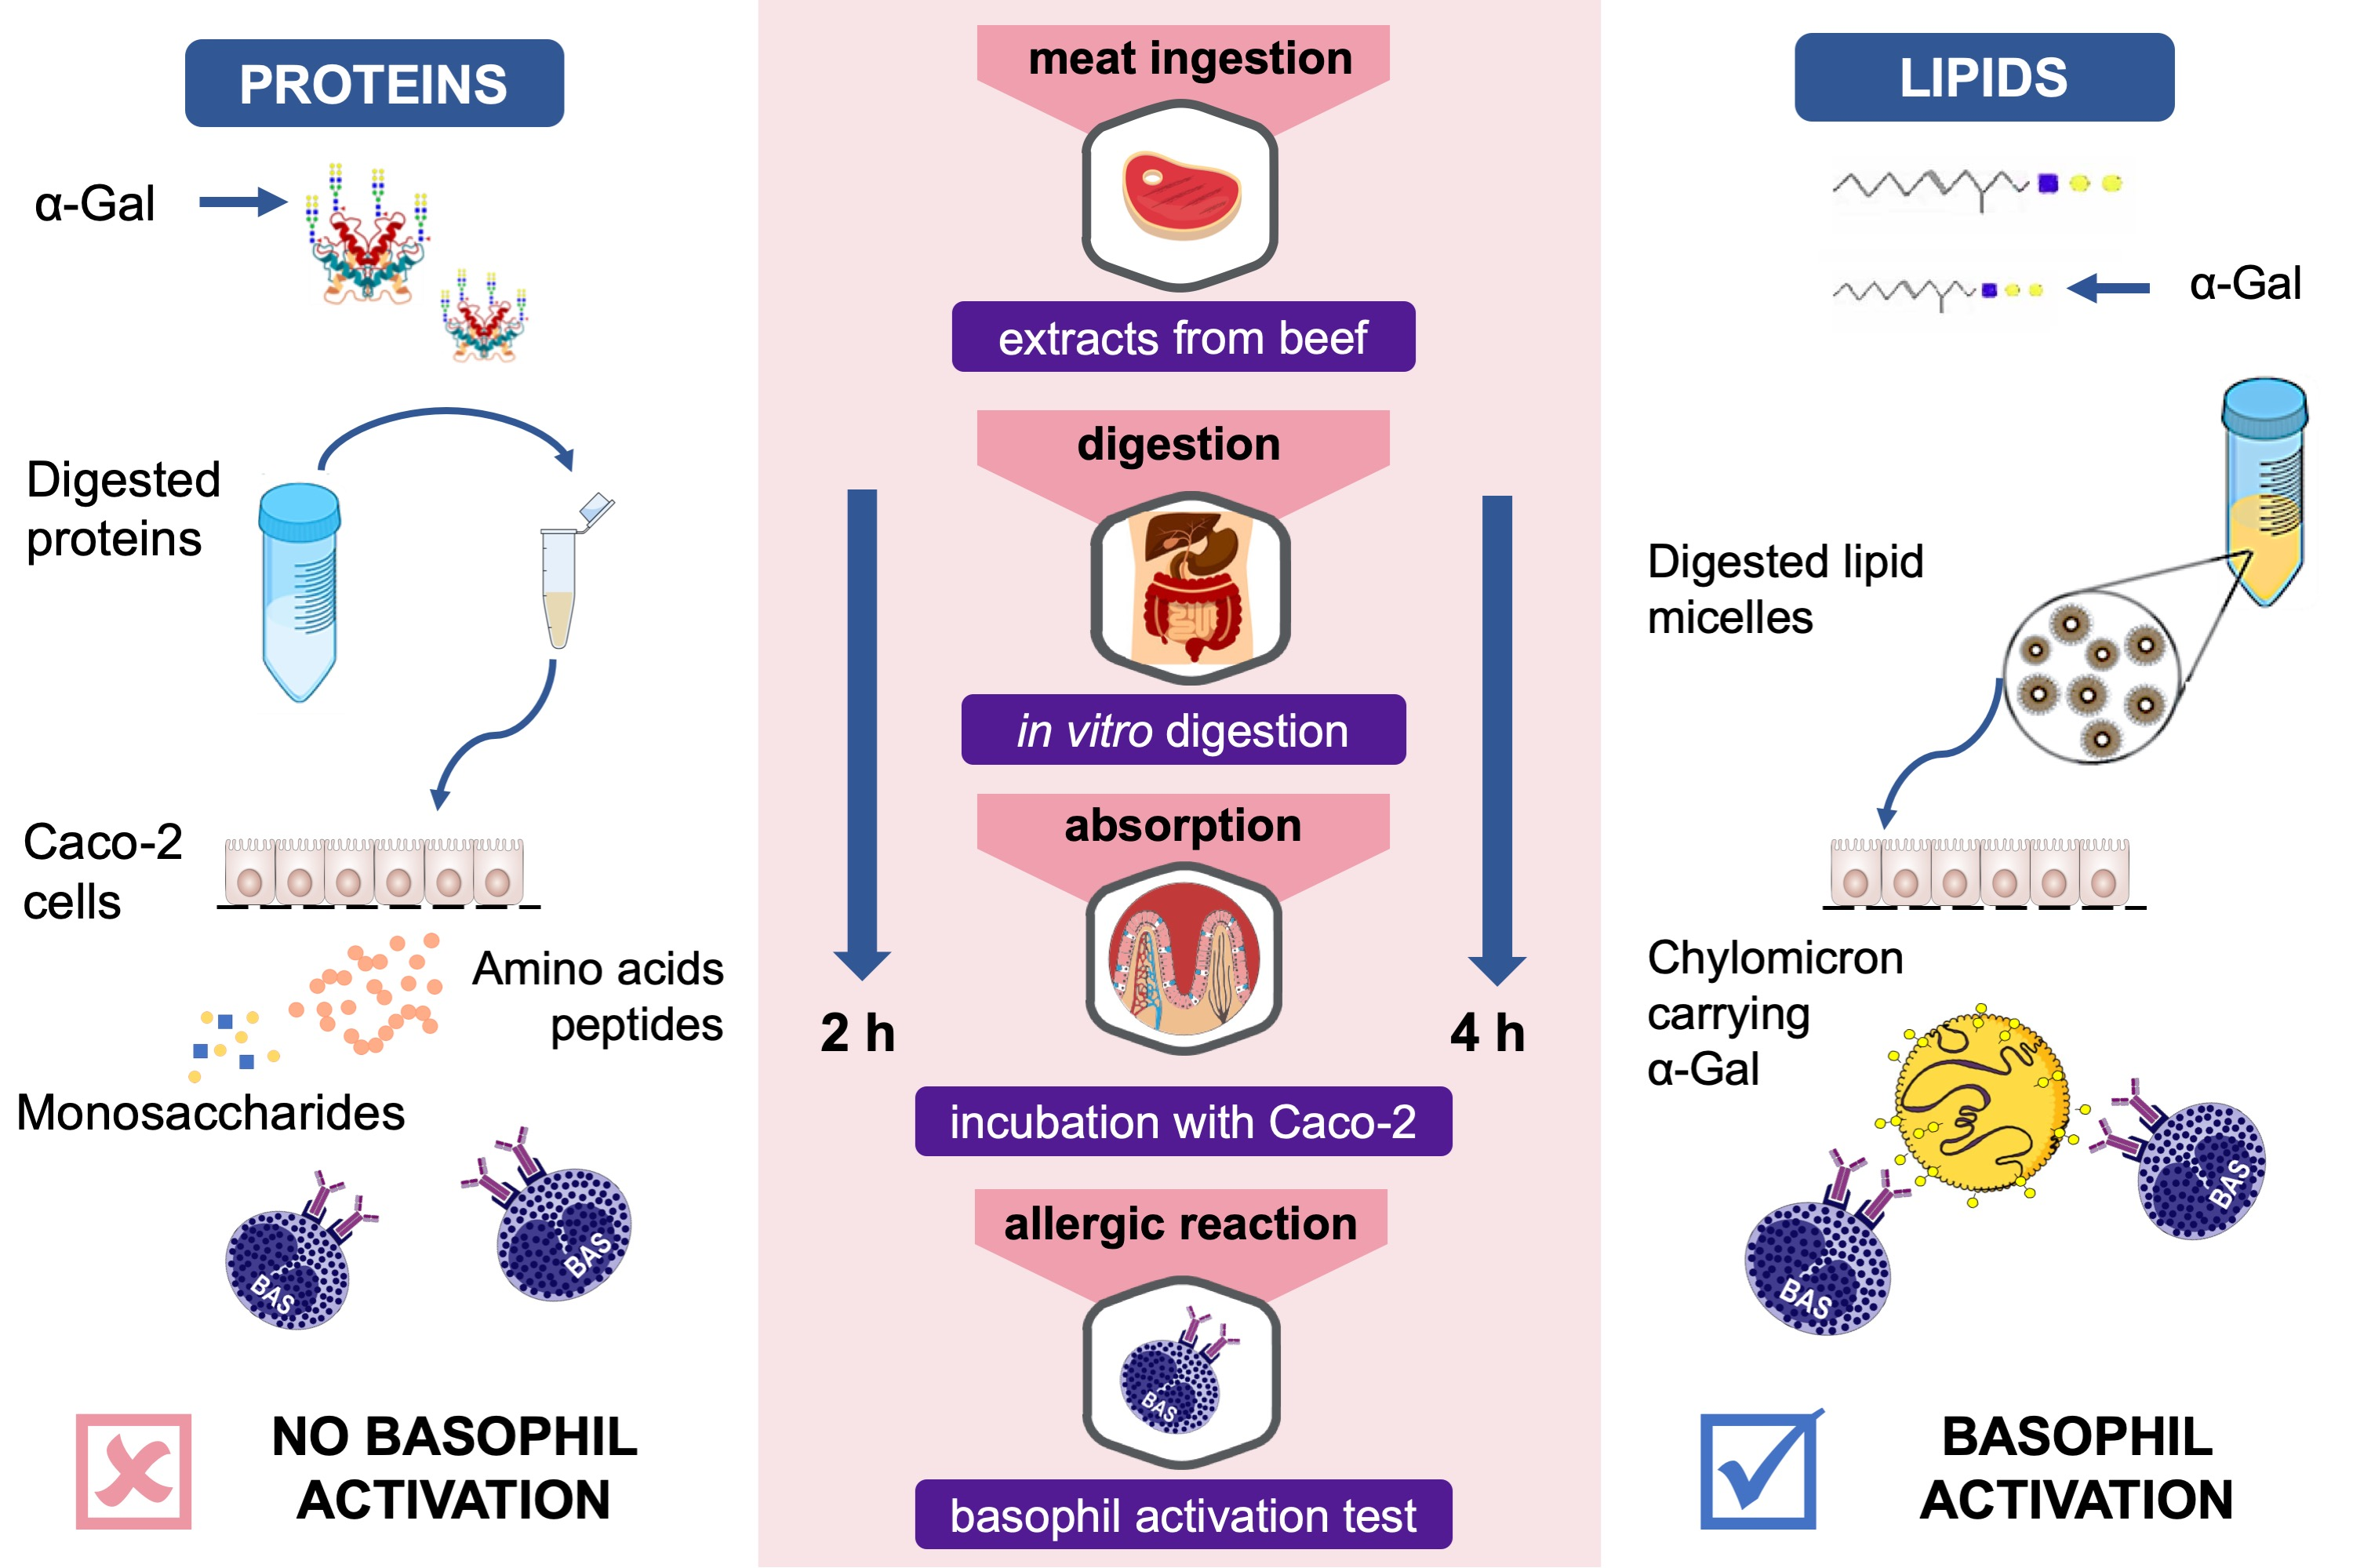 PROTEINS
α-Gal
Digested
proteins
Caco-2
cells
Amino acids
peptides
Monosaccharides
BAS
BAS
NO BASOPHIL
ACTIVATION
meat ingestion
extracts from beef
digestion
in vitro digestion
absorption
2 h
4 h
incubation with Caco-2
allergic reaction
BAS
basophil activation test
LIPIDS
α-Gal
Digested lipid
micelles
Chylomicron
carrying
α-Gal
BAS
BAS
BASOPHIL
ACTIVATION